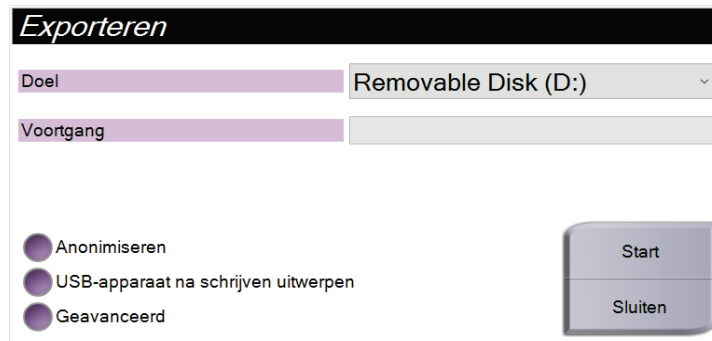 Exporteren
Doel
Removable Disk (D:)
Voortgang
Anonimiseren
USB-apparaat na schrijven uitwerpen
Geavanceerd
Start
Sluiten